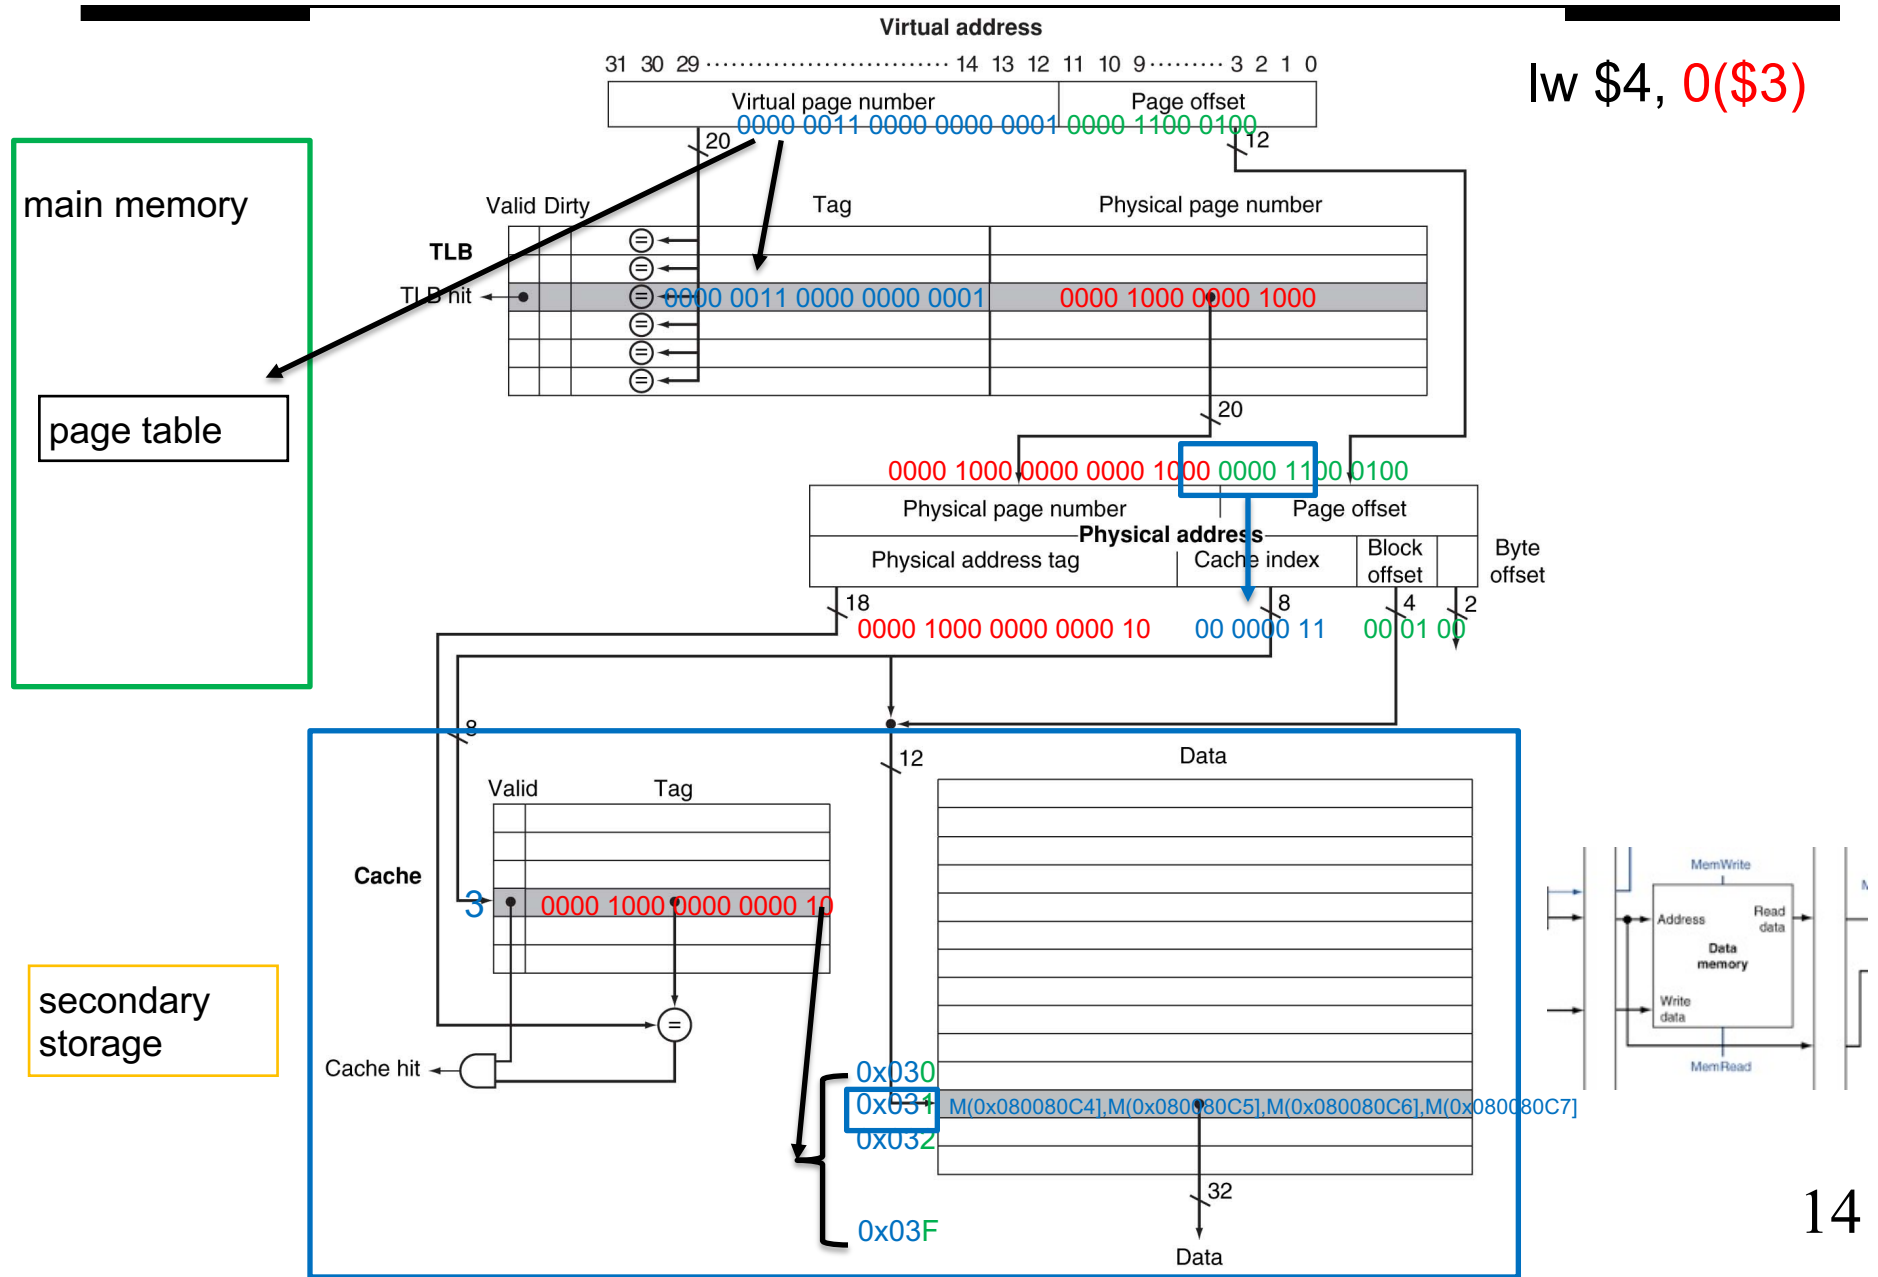 Virtual address
31 30 29 ............................ 14 13 12 11 10 9 ......... 3 2 1 0
lw $4, 0($3)
Virtual page number Page offset
0000 0011 0000 0000 0001 0000 1100 0100
20 12
main memory
Valid Dirty Tag Physical page number
TLB
TLB hit
= = = = = =
0000 0011 0000 0000 0001 0000 1000 0000 1000
page table
20
0000 1000 0000 0000 1000 0000 1100 0100
Physical page number Page offset
Physical address
Physical address tag Cache index Block offset Byte offset
18 8 4 2
0000 1000 0000 0000 10 00 0000 11 00 01 00
8
12
Data
Valid Tag
Cache
3 0000 1000 0000 0000 10
=
Cache hit
secondary
storage
0x030
0x031 M(0x080080C4],M(0x080080C5],M(0x080080C6],M(0x080080C7]
0x032
0x03F
32
Data
MemWrite
Address Read data
Data memory
Write data
MemRead
14